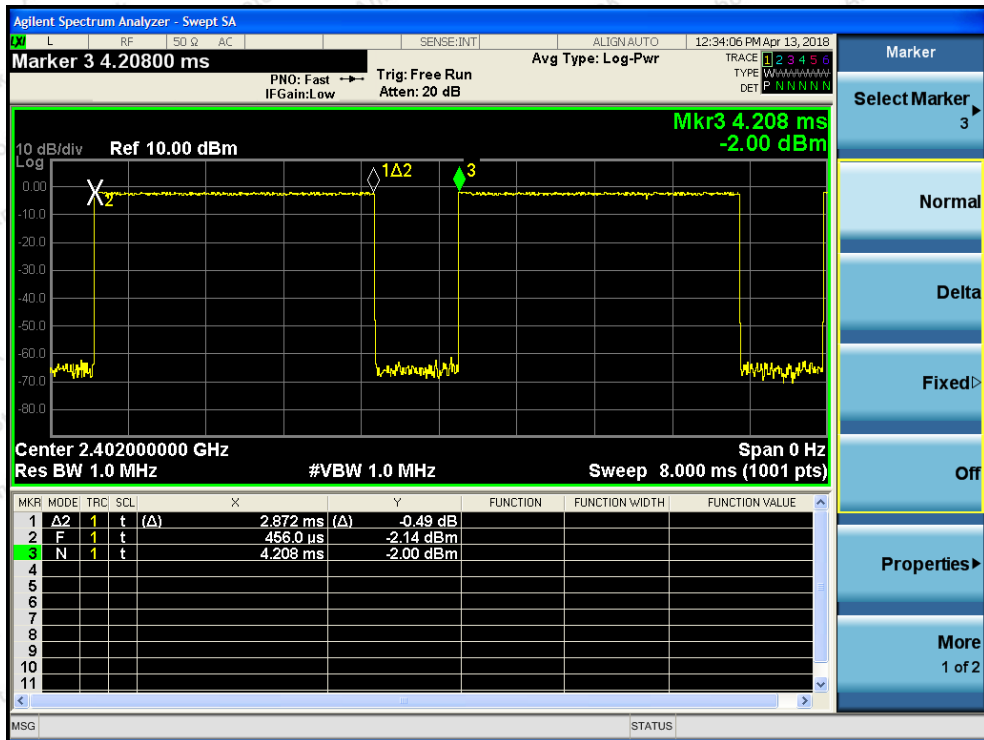 Agilent Spectrum Analyzer - Swept SA
LXI L RF 50 Ω AC SENSE:INT ALIGN AUTO 12:34:06 PM Apr 13, 2018
Marker 3 4.20800 ms
PNO: Fast
IFGain:Low
Trig: Free Run
Atten: 20 dB
Avg Type: Log-Pwr
TRACE 1 2 3 4 5 6
TYPE WWWWWWW
DET P N N N N N
Mkr3 4.208 ms
-2.00 dBm
10 dB/div Ref 10.00 dBm
Log
0.00
-10.0
-20.0
-30.0
-40.0
-50.0
-60.0
-70.0
-80.0
X2
1Δ2
3
Center 2.402000000 GHz Span 0 Hz
Res BW 1.0 MHz #VBW 1.0 MHz Sweep 8.000 ms (1001 pts)
MKR MODE TRC SCL X Y FUNCTION FUNCTION WIDTH FUNCTION VALUE
1 Δ2 1 t (Δ) 2.872 ms (Δ) -0.49 dB
2 F 1 t 456.0 µs -2.14 dBm
3 N 1 t 4.208 ms -2.00 dBm
4
5
6
7
8
9
10
11
MSG STATUS
Marker
Select Marker
3
Normal
Delta
Fixed
Off
Properties
More
1 of 2